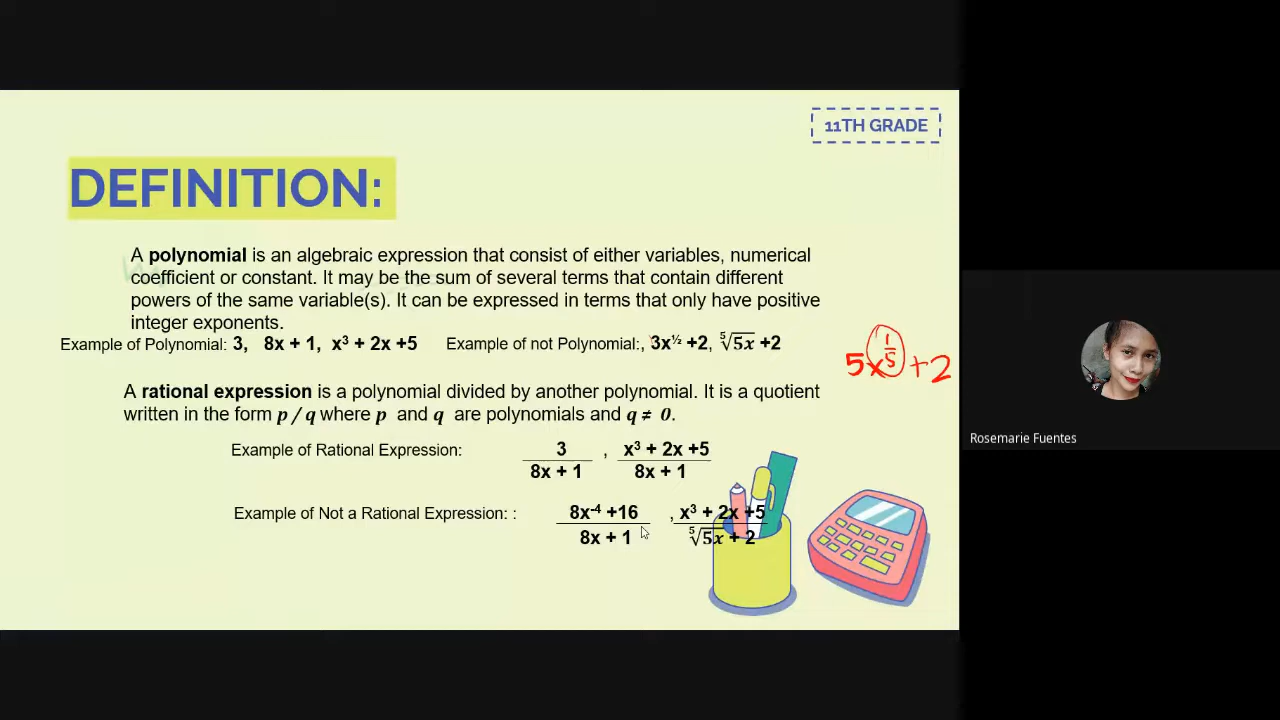 11TH GRADE
DEFINITION:
A polynomial is an algebraic expression that consist of either variables, numerical
coefficient or constant. It may be the sum of several terms that contain different
powers of the same variable(s). It can be expressed in terms that only have positive
integer exponents.
Example of Polynomial: 3, 8x + 1, x³ + 2x +5 Example of not Polynomial:, 3x^½ +2, ⁵√5x +2
5x^(1/5) +2
A rational expression is a polynomial divided by another polynomial. It is a quotient
written in the form p / q where p and q are polynomials and q ≠ 0.
Example of Rational Expression: 3 , x³ + 2x +5
8x + 1 8x + 1
Example of Not a Rational Expression: : 8x⁻⁴ +16 , x³ + 2x +5
8x + 1 ⁵√5x + 2
Rosemarie Fuentes